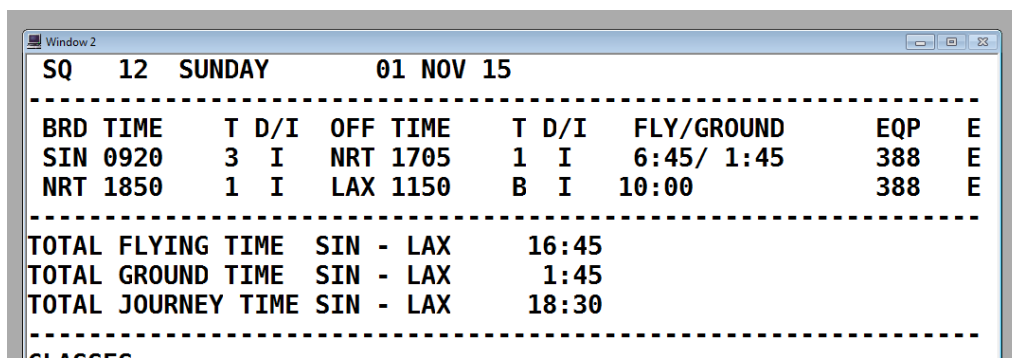 Window 2
SQ 12 SUNDAY 01 NOV 15
-----------------------------------------------------------------
BRD TIME T D/I OFF TIME T D/I FLY/GROUND EQP E
SIN 0920 3 I NRT 1705 1 I 6:45/ 1:45 388 E
NRT 1850 1 I LAX 1150 B I 10:00 388 E
-----------------------------------------------------------------
TOTAL FLYING TIME SIN - LAX 16:45
TOTAL GROUND TIME SIN - LAX 1:45
TOTAL JOURNEY TIME SIN - LAX 18:30
-----------------------------------------------------------------
CLASSES